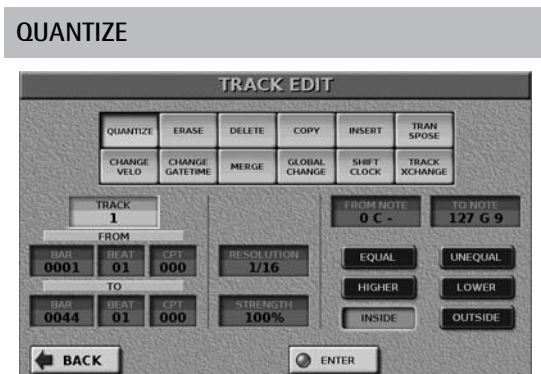 QUANTIZE
TRACK EDIT
QUANTIZE ERASE DELETE COPY INSERT TRAN SPOSE
CHANGE VELO CHANGE GATETIME MERGE GLOBAL CHANGE SHIFT CLOCK TRACK XCHANGE
TRACK
1
FROM NOTE TO NOTE
0 C - 127 G 9
FROM
BAR BEAT CPT RESOLUTION
0001 01 000 1/16
EQUAL UNEQUAL
TO
HIGHER LOWER
BAR BEAT CPT STRENGTH
0044 01 000 100%
INSIDE OUTSIDE
BACK ENTER